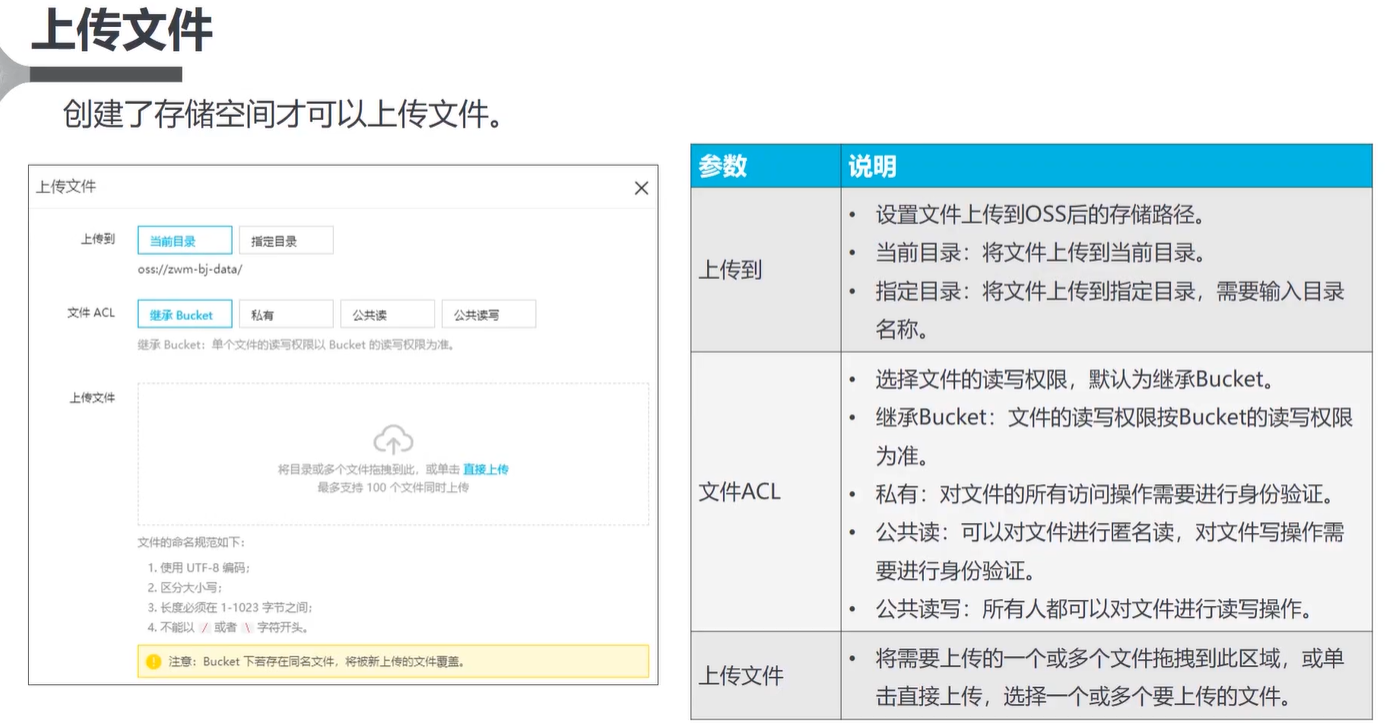 上传文件
创建了存储空间才可以上传文件。
上传文件
上传到
当前目录
指定目录
oss://zwm-bj-data/
文件 ACL
继承 Bucket
私有
公共读
公共读写
继承 Bucket：单个文件的读写权限以 Bucket 的读写权限为准。
上传文件
将目录或多个文件拖拽到此，或单击 直接上传
最多支持 100 个文件同时上传
文件的命名规范如下：
1. 使用 UTF-8 编码；
2. 区分大小写；
3. 长度必须在 1-1023 字节之间；
4. 不能以 / 或者 \ 字符开头。
注意：Bucket 下若存在同名文件，将被新上传的文件覆盖。
参数
说明
上传到
• 设置文件上传到OSS后的存储路径。
• 当前目录：将文件上传到当前目录。
• 指定目录：将文件上传到指定目录，需要输入目录
名称。
文件ACL
• 选择文件的读写权限，默认为继承Bucket。
• 继承Bucket：文件的读写权限按Bucket的读写权限
为准。
• 私有：对文件的所有访问操作需要进行身份验证。
• 公共读：可以对文件进行匿名读，对文件写操作需
要进行身份验证。
• 公共读写：所有人都可以对文件进行读写操作。
上传文件
• 将需要上传的一个或多个文件拖拽到此区域，或单
击直接上传，选择一个或多个要上传的文件。